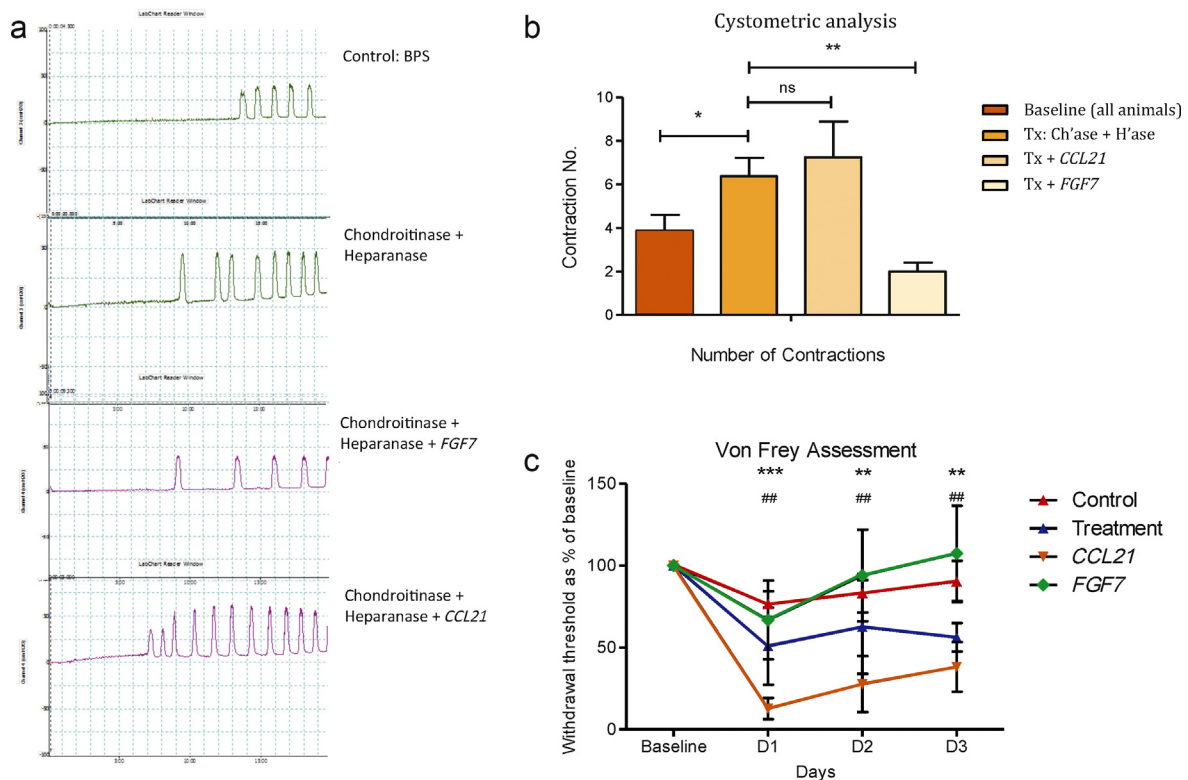 a
LabChart Reader Window
Control: BPS
LabChart Reader Window
Chondroitinase +
Heparanase
LabChart Reader Window
Chondroitinase +
Heparanase + FGF7
LabChart Reader Window
Chondroitinase +
Heparanase + CCL21
b
Cystometric analysis
**
ns
*
10
8
6
4
2
0
Contraction No.
Number of Contractions
Baseline (all animals)
Tx: Ch'ase + H'ase
Tx + CCL21
Tx + FGF7
c
Von Frey Assessment
*** ** **
## ## ##
150
100
50
0
Withdrawal threshold as % of baseline
Baseline D1 D2 D3
Days
Control
Treatment
CCL21
FGF7